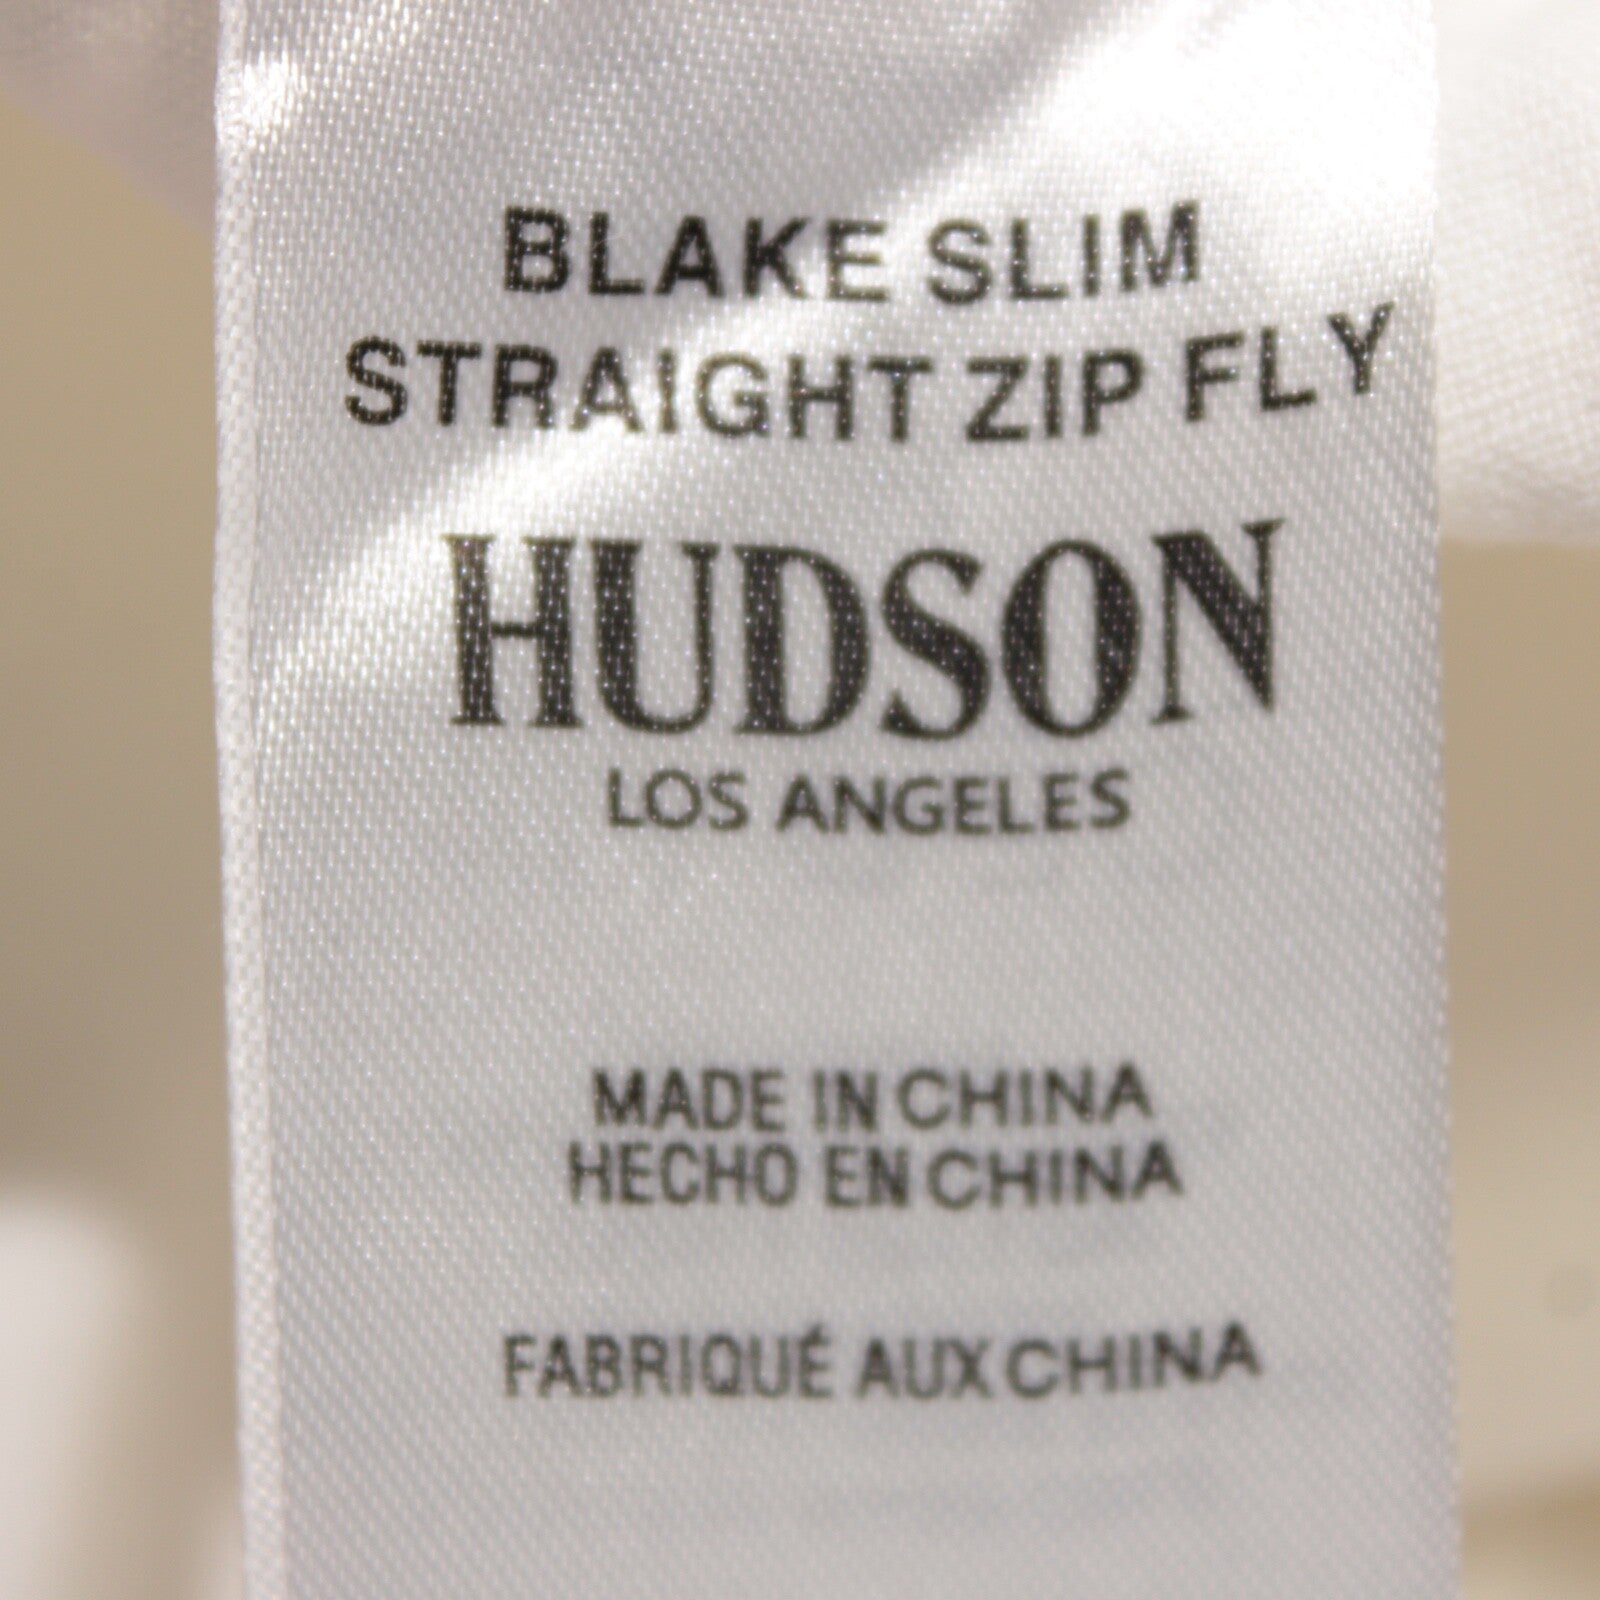 BLAKE SLIM
STRAIGHT ZIP FLY
HUDSON
LOS ANGELES
MADE IN CHINA
HECHO EN CHINA
FABRIQUÉ AUX CHINA